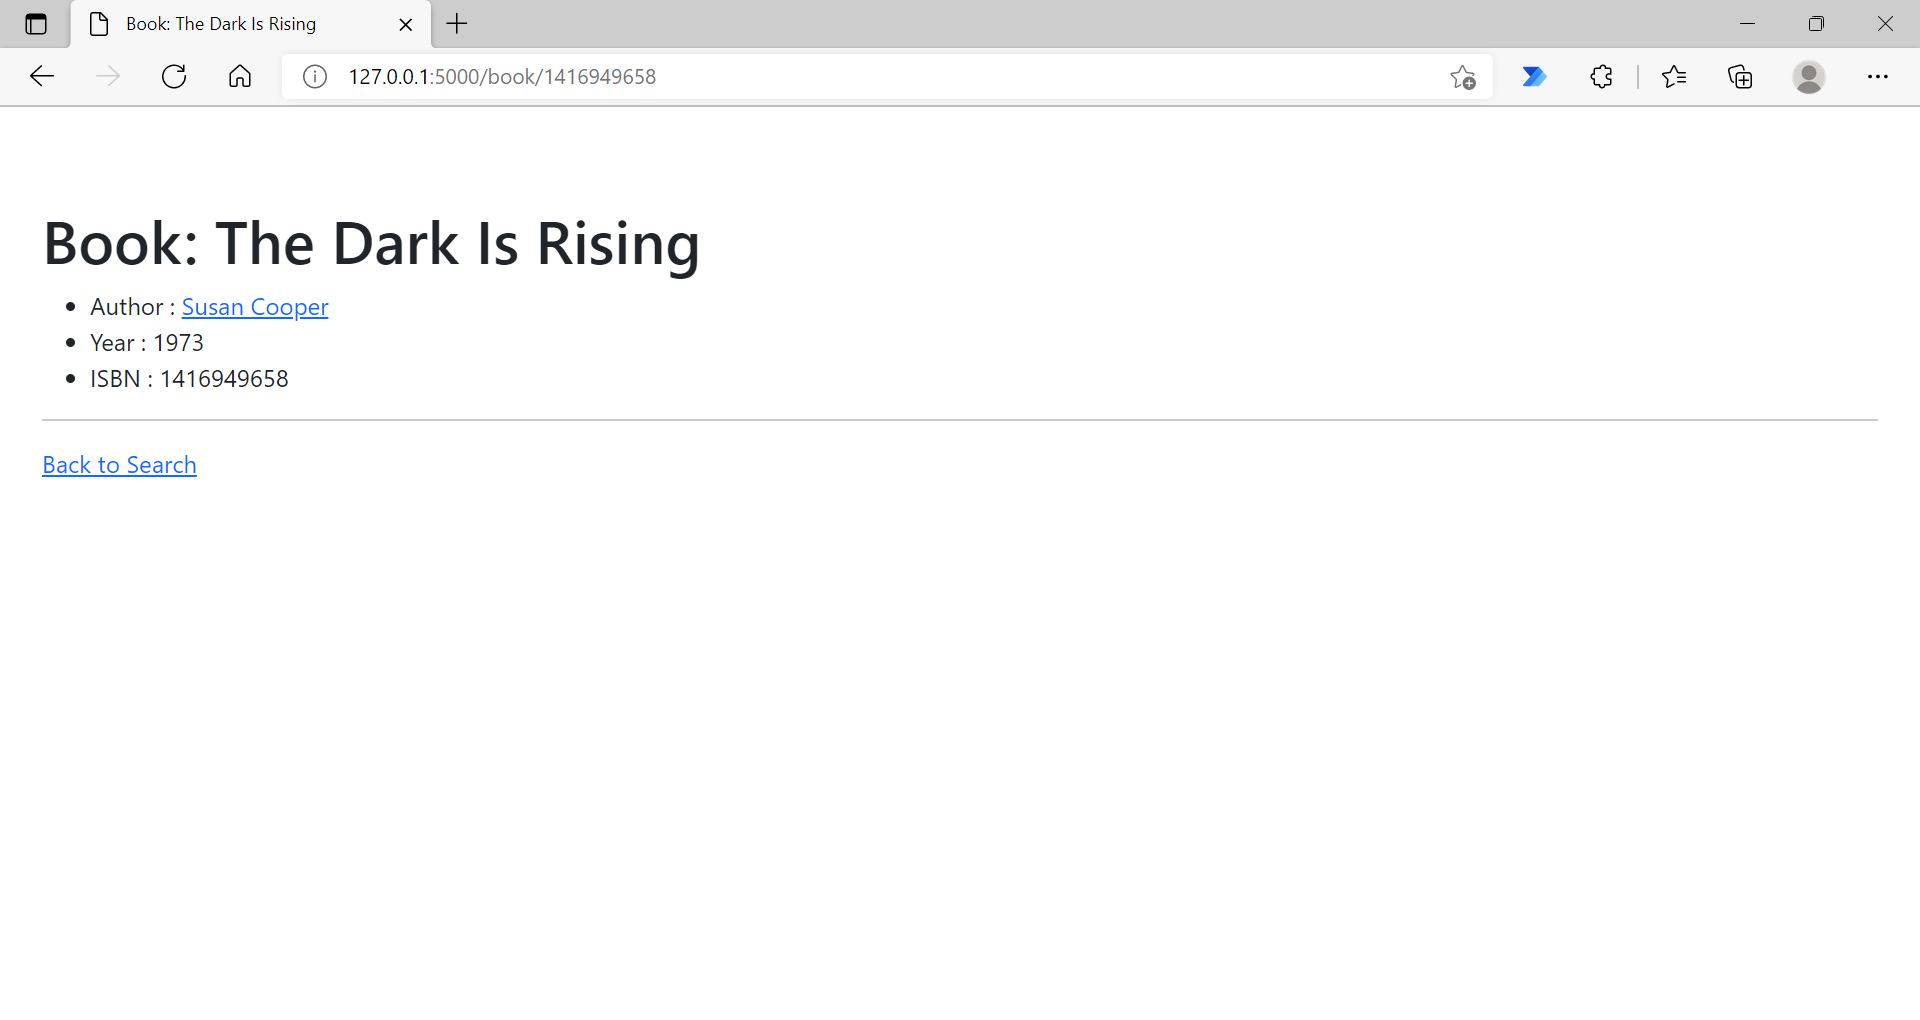 Book: The Dark Is Rising
127.0.0.1:5000/book/1416949658
Book: The Dark Is Rising
Author : Susan Cooper
Year : 1973
ISBN : 1416949658
Back to Search